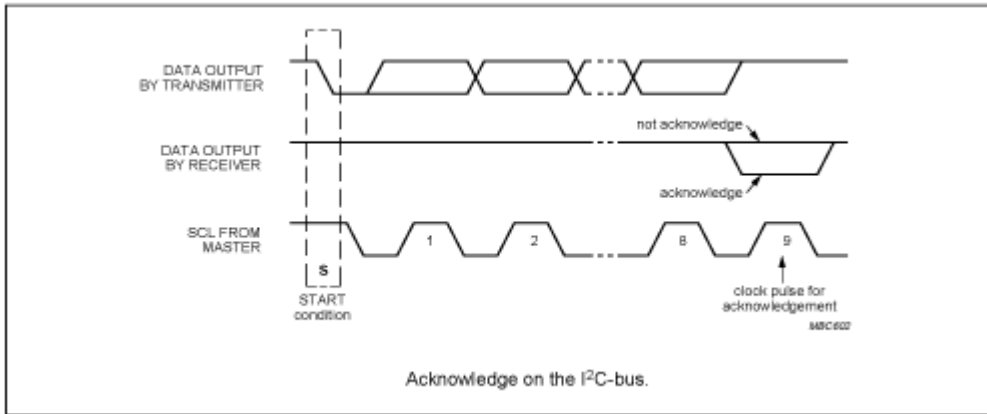 DATA OUTPUT
BY TRANSMITTER
not acknowledge
DATA OUTPUT
BY RECEIVER
acknowledge
SCL FROM
MASTER
1
2
8
9
S
START
condition
clock pulse for
acknowledgement
MBC602
Acknowledge on the I²C-bus.